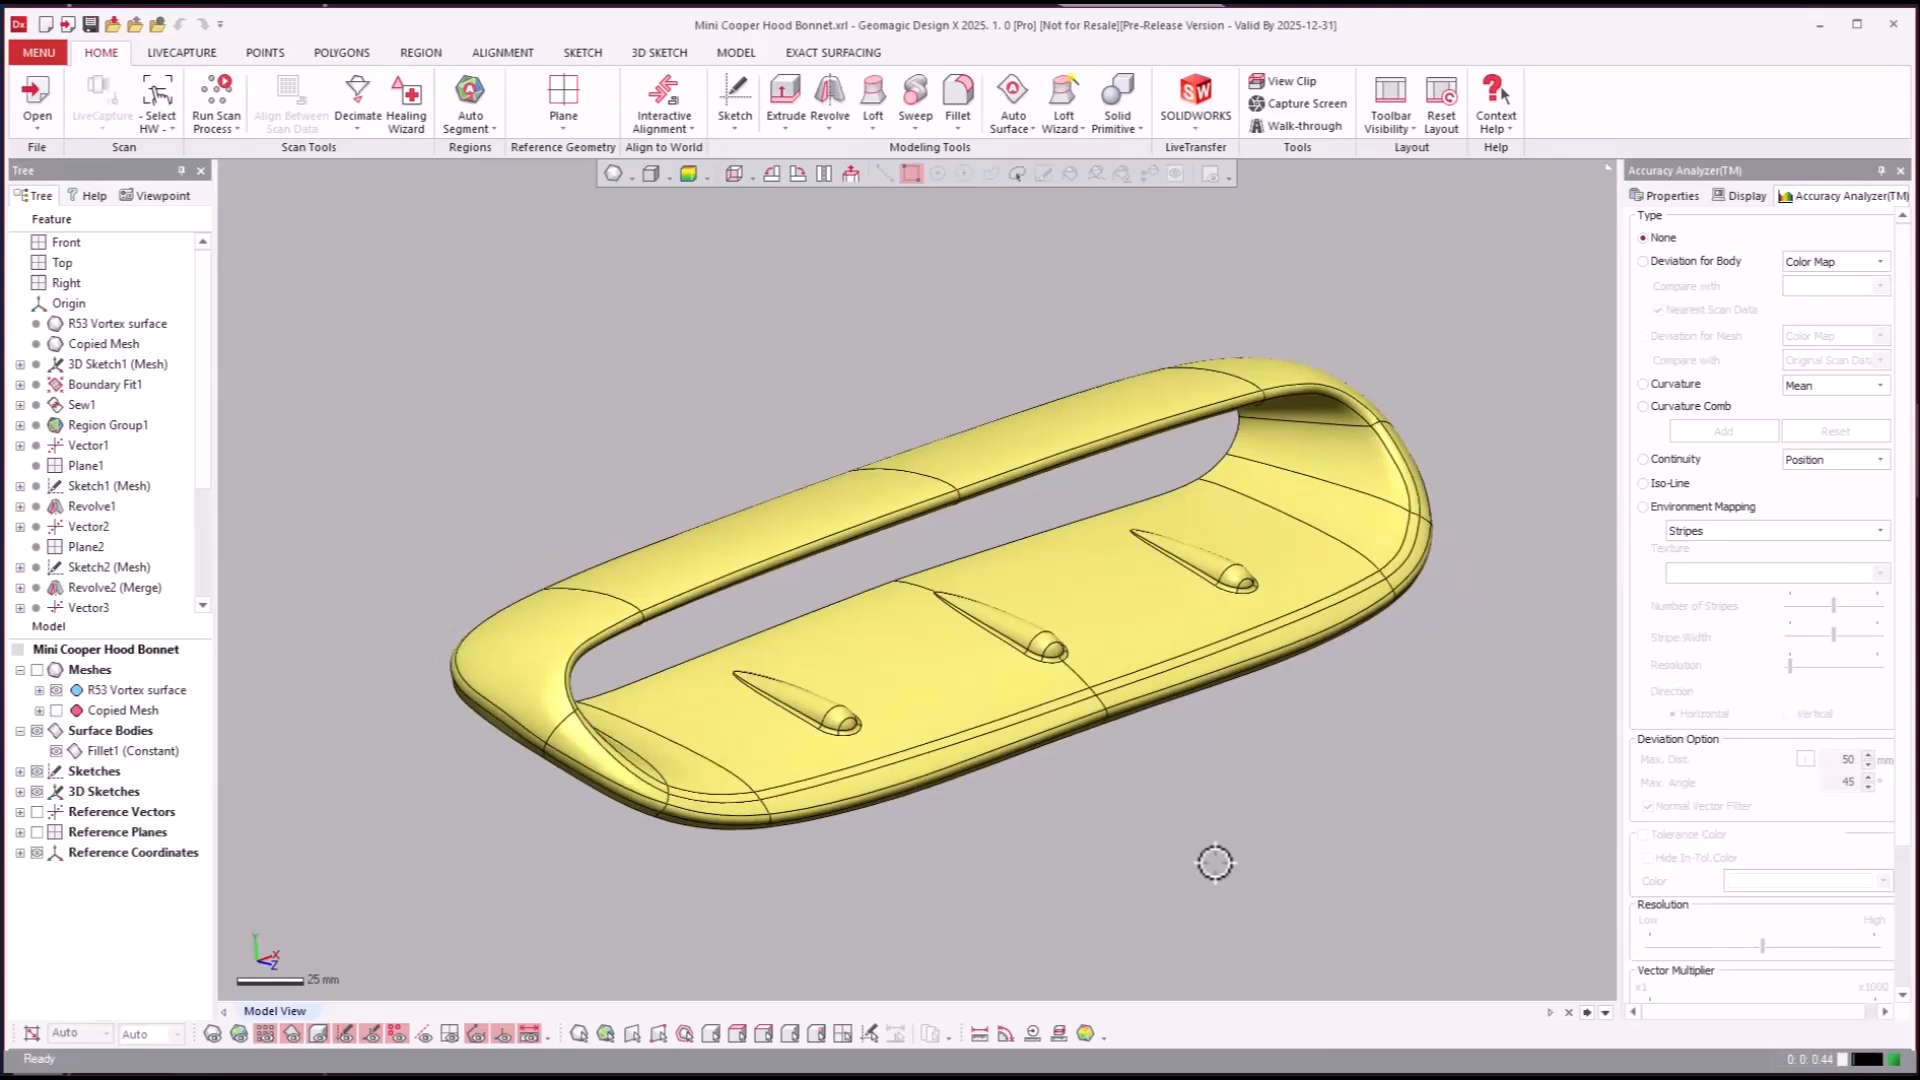 Mini Cooper Hood Bonnet.xrl - Geomagic Design X 2025. 1. 0 [Pro] [Not for Resale][Pre-Release Version - Valid By 2025-12-31]
MENU HOME LIVECAPTURE POINTS POLYGONS REGION ALIGNMENT SKETCH 3D SKETCH MODEL EXACT SURFACING
Open LiveCapture Select HW Run Scan Process Align Between Scan Data Decimate Healing Wizard Auto Segment Plane Interactive Alignment Sketch Extrude Revolve Loft Sweep Fillet Auto Surface Loft Wizard Solid Primitive SOLIDWORKS View Clip Capture Screen Walk-through Toolbar Visibility Reset Layout Context Help
File Scan Scan Tools Regions Reference Geometry Align to World Modeling Tools LiveTransfer Tools Layout Help
Tree
Tree Help Viewpoint
Feature
Front
Top
Right
Origin
R53 Vortex surface
Copied Mesh
3D Sketch1 (Mesh)
Boundary Fit1
Sew1
Region Group1
Vector1
Plane1
Sketch1 (Mesh)
Revolve1
Vector2
Plane2
Sketch2 (Mesh)
Revolve2 (Merge)
Vector3
Model
Mini Cooper Hood Bonnet
Meshes
R53 Vortex surface
Copied Mesh
Surface Bodies
Fillet1 (Constant)
Sketches
3D Sketches
Reference Vectors
Reference Planes
Reference Coordinates
Y
X
Z
25 mm
Model View
Accuracy Analyzer(TM)
Properties Display Accuracy Analyzer(TM)
Type
None
Deviation for Body Color Map
Compare with
Nearest Scan Data
Deviation for Mesh Color Map
Compare with Original Scan Data
Curvature Mean
Curvature Comb
Add Reset
Continuity Position
Iso-Line
Environment Mapping
Stripes
Texture
Number of Stripes
Stripe Width
Resolution
Direction
Horizontal Vertical
Deviation Option
Max. Dist. 50 mm
Max. Angle 45 °
Normal Vector Filter
Tolerance Color
Hide In-Tol.Color
Color
Resolution
Low High
Vector Multiplier
x1 x1000
Auto Auto
Ready
0: 0: 0.44